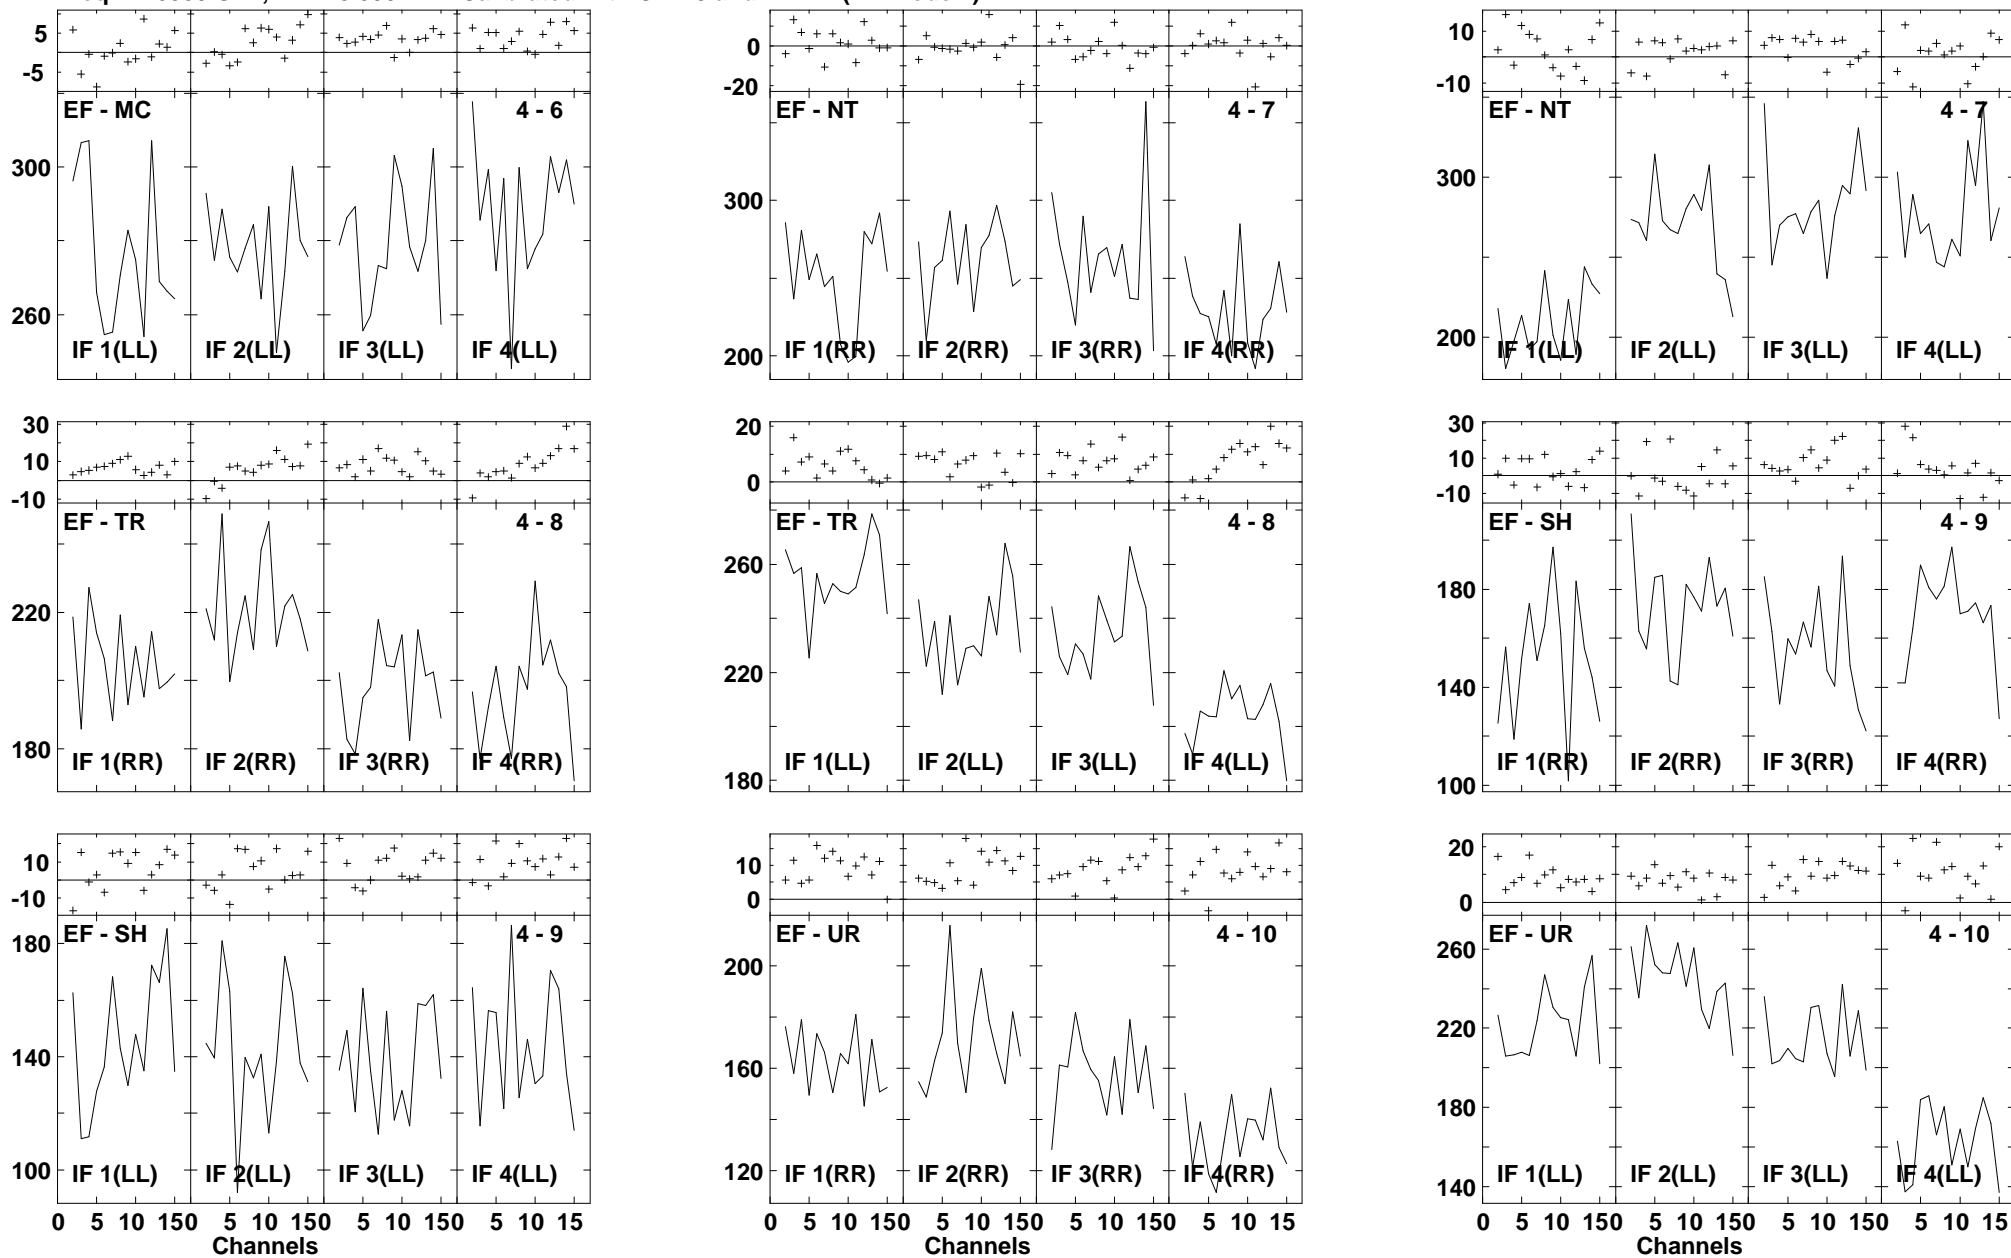 5 0 0 10 0
-5 -20 -10
EF - MC 4 - 6 EF - NT 4 - 7 EF - NT 4 - 7
300 300 300
260 200 200
IF 1(LL) IF 2(LL) IF 3(LL) IF 4(LL) IF 1(RR) IF 2(RR) IF 3(RR) IF 4(RR) IF 1(LL) IF 2(LL) IF 3(LL) IF 4(LL)
30 20 30
10 0 10
-10 -10
EF - TR 4 - 8 EF - TR 4 - 8 EF - SH 4 - 9
220 260 180
180 220 140
180 100
IF 1(RR) IF 2(RR) IF 3(RR) IF 4(RR) IF 1(LL) IF 2(LL) IF 3(LL) IF 4(LL) IF 1(RR) IF 2(RR) IF 3(RR) IF 4(RR)
10 10 20
-10 0 0
EF - SH 4 - 9 EF - UR 4 - 10 EF - UR 4 - 10
180 200 260
140 160 220
100 120 180
140
IF 1(LL) IF 2(LL) IF 3(LL) IF 4(LL) IF 1(RR) IF 2(RR) IF 3(RR) IF 4(RR) IF 1(LL) IF 2(LL) IF 3(LL) IF 4(LL)
0 5 10 150 5 10 150 5 10 150 5 10 15 0 5 10 150 5 10 150 5 10 150 5 10 15 0 5 10 150 5 10 150 5 10 150 5 10 15
Channels Channels Channels